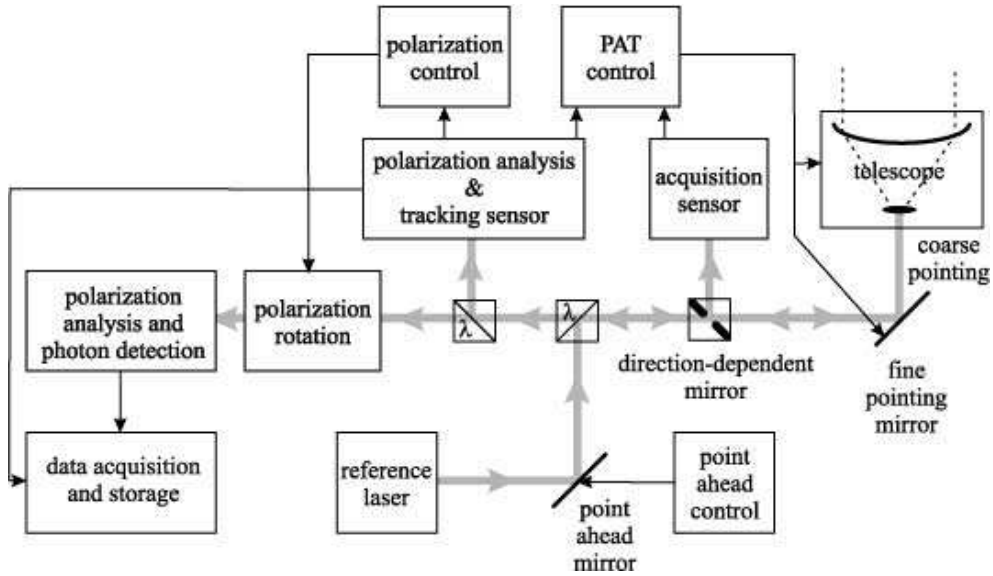 polarization
control
PAT
control
polarization analysis
&
tracking sensor
acquisition
sensor
telescope
coarse
pointing
polarization
analysis and
photon detection
polarization
rotation
λ
λ
direction-dependent
mirror
fine
pointing
mirror
data acquisition
and storage
reference
laser
point
ahead
mirror
point
ahead
control